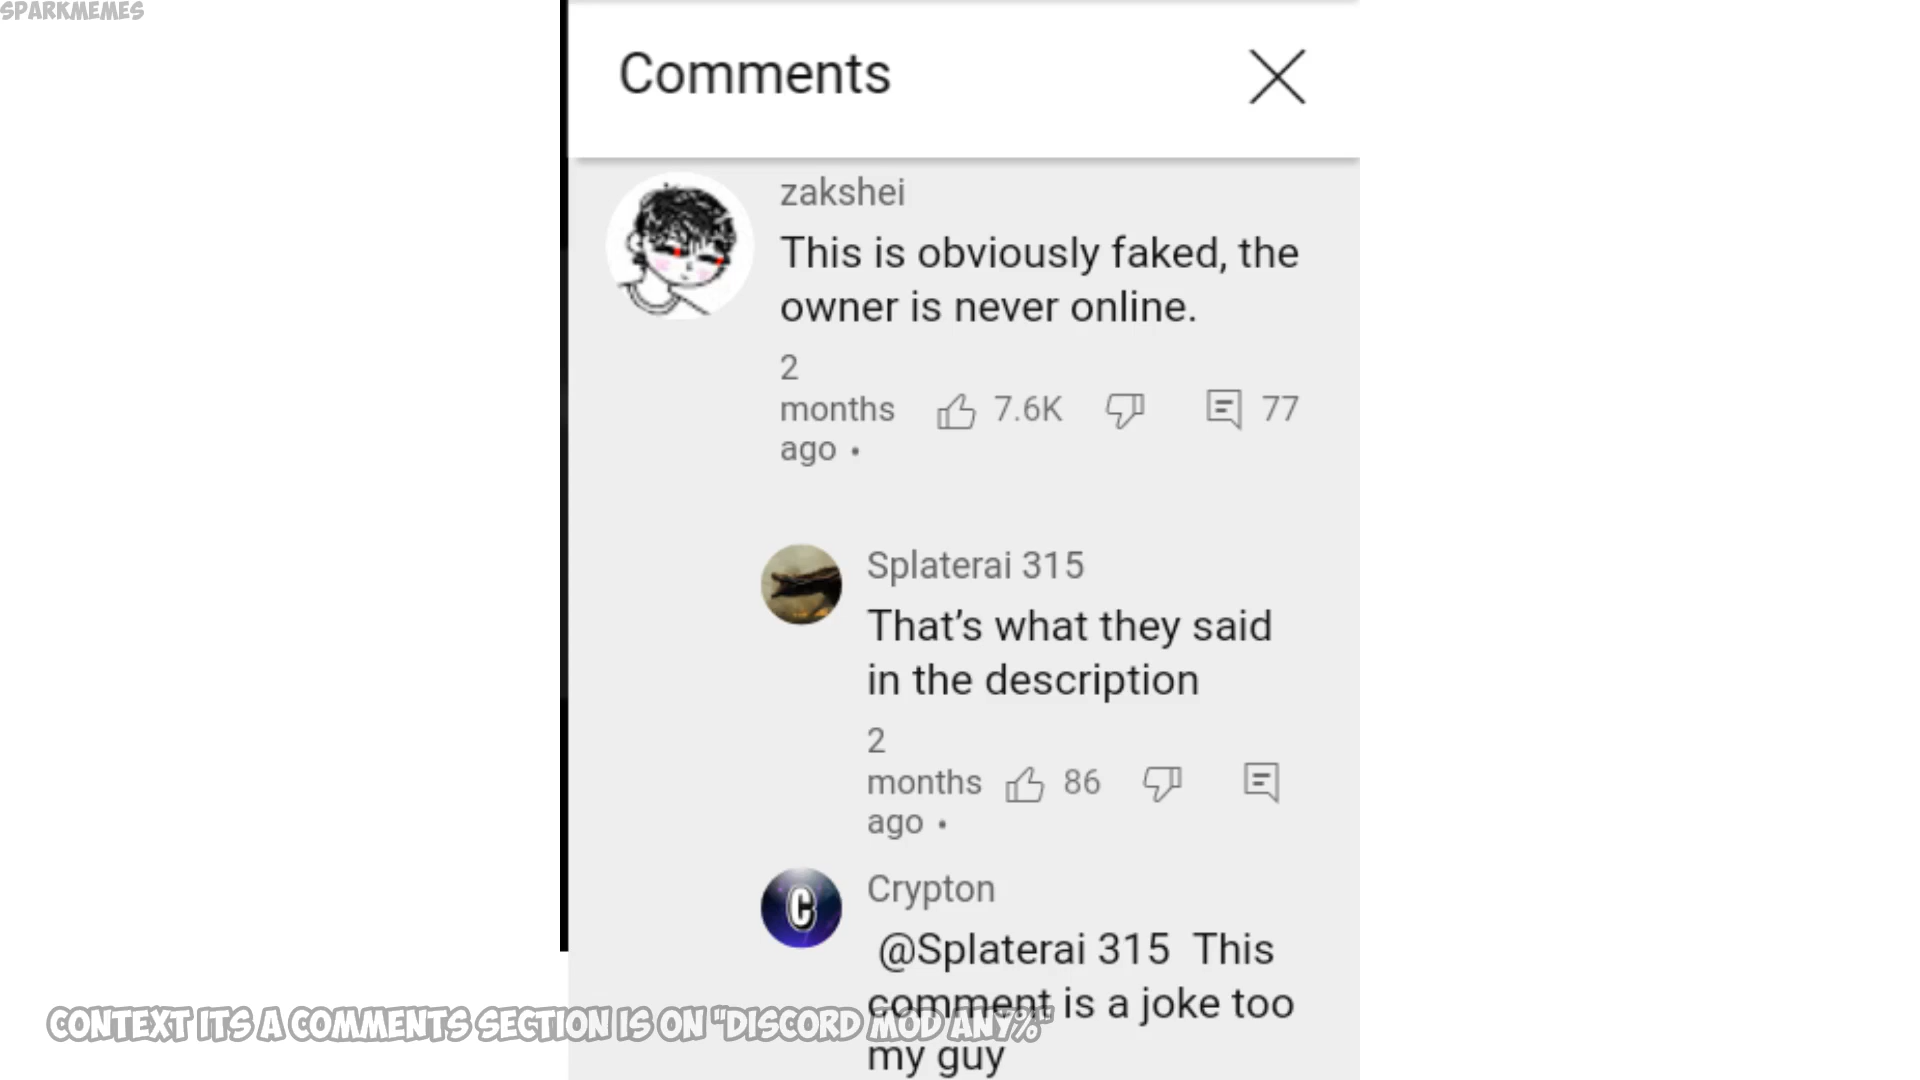 SPARKMEMES
Comments
zakshei
This is obviously faked, the
owner is never online.
2
months
ago •
7.6K
77
Splaterai 315
That’s what they said
in the description
2
months
ago •
86
C
Crypton
@Splaterai 315 This
comment is a joke too
my guy
CONTEXT ITS A COMMENTS SECTION IS ON "DISCORD MOD ANY%"